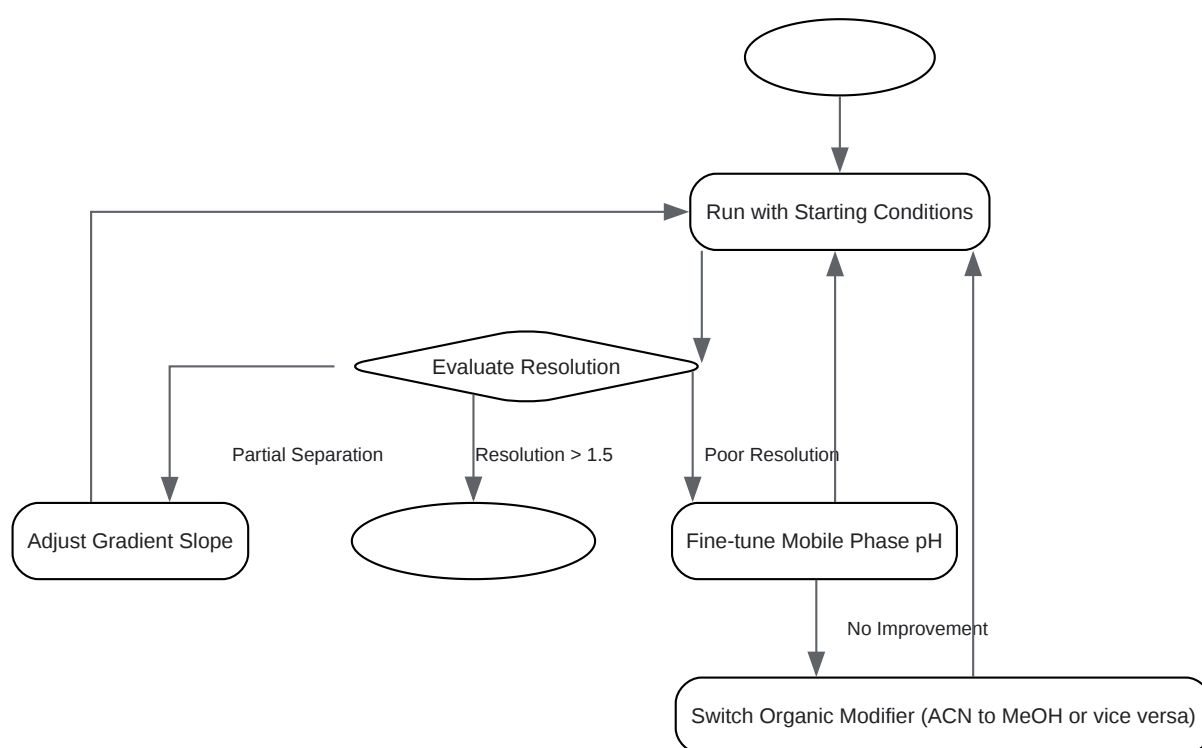 Run with Starting Conditions
Evaluate Resolution
Partial Separation
Resolution > 1.5
Poor Resolution
Adjust Gradient Slope
Fine-tune Mobile Phase pH
No Improvement
Switch Organic Modifier (ACN to MeOH or vice versa)